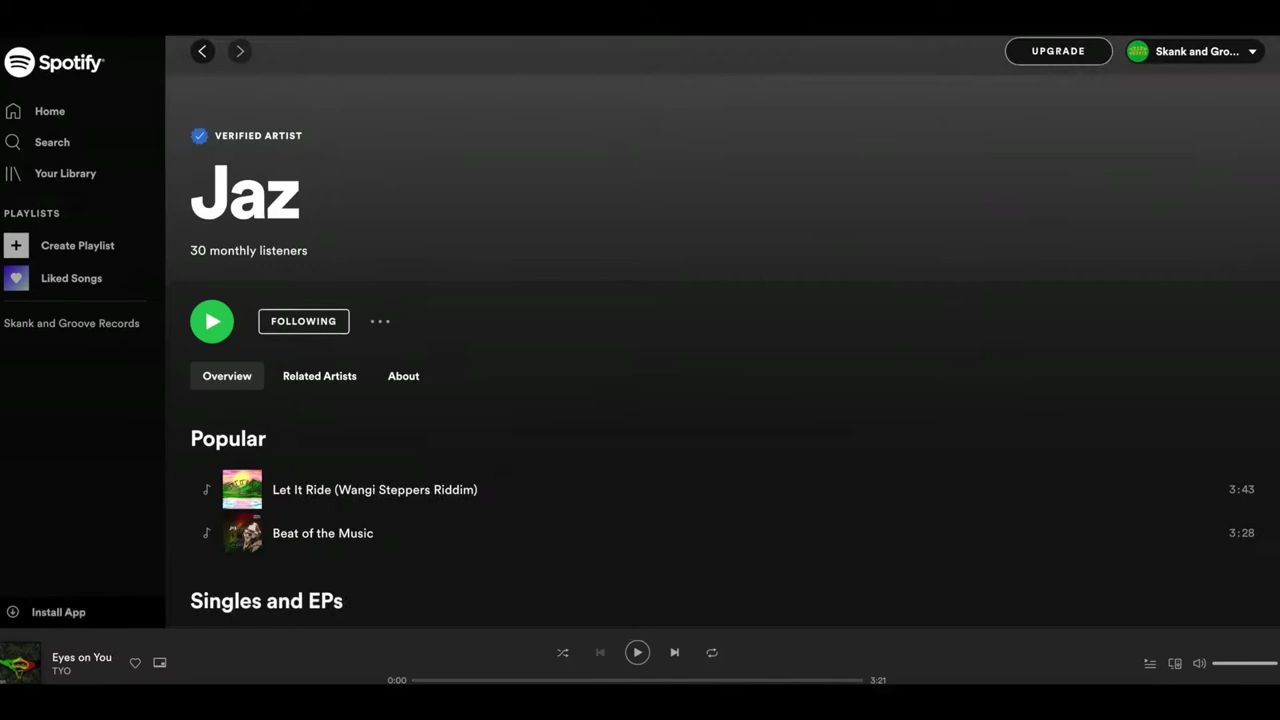 Spotify
UPGRADE
Skank and Gro...
Home
Search
Your Library
PLAYLISTS
Create Playlist
Liked Songs
Skank and Groove Records
Install App
VERIFIED ARTIST
Jaz
30 monthly listeners
FOLLOWING
Overview Related Artists About
Popular
Let It Ride (Wangi Steppers Riddim) 3:43
Beat of the Music 3:28
Singles and EPs
Eyes on You
TYO
0:00 3:21